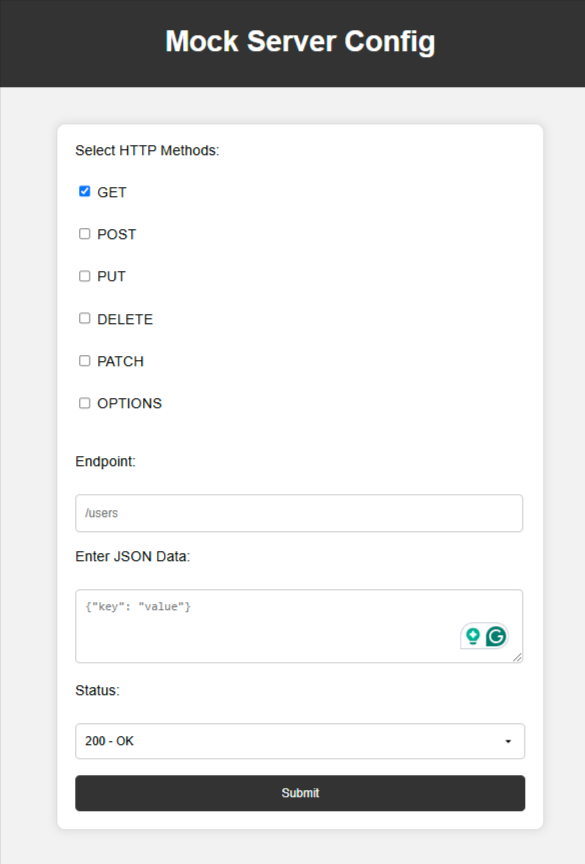 Mock Server Config
Select HTTP Methods:
GET
POST
PUT
DELETE
PATCH
OPTIONS
Endpoint:
/users
Enter JSON Data:
{"key": "value"}
Status:
200 - OK
Submit